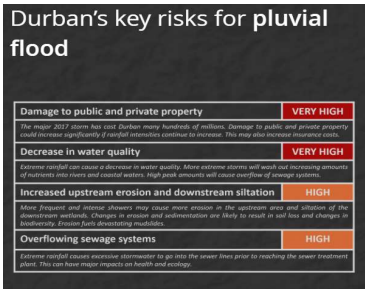 Durban's key risks for pluvial
flood
Damage to public and private property VERY HIGH
The major 2017 storm has cost Durban many hundreds of millions. Damage to public and private property
could increase significantly if rainfall intensities continue to increase. This may also increase insurance costs.
Decrease in water quality VERY HIGH
Extreme rainfall can cause a decrease in water quality. More extreme storms will wash out increasing amounts
of nutrients into rivers and coastal waters. High peak amounts will cause overflow of sewage systems.
Increased upstream erosion and downstream siltation HIGH
More frequent and intense showers may cause more erosion in the upstream area and siltation of the
downstream wetlands. Changes in erosion and sedimentation are likely to result in soil loss and changes in
biodiversity. Erosion fuels devastating mudslides.
Overflowing sewage systems HIGH
Extreme rainfall causes excessive stormwater to go into the sewer lines prior to reaching the sewer treatment
plant. This can have major impacts on health and ecology.